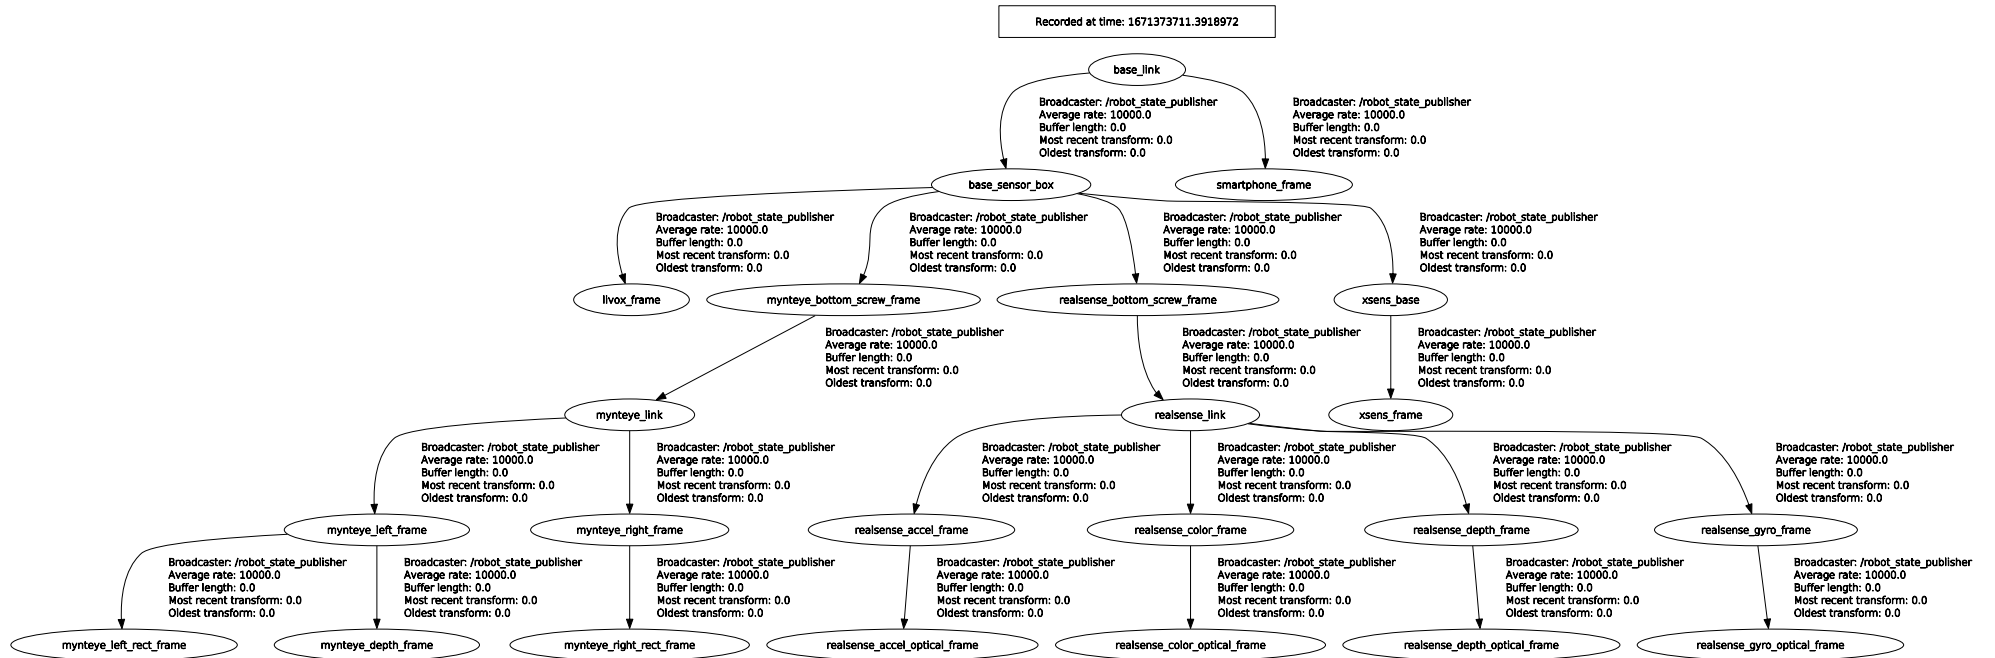 Recorded at time: 1671373711.3918972
base_link
Broadcaster: /robot_state_publisher
Average rate: 10000.0
Buffer length: 0.0
Most recent transform: 0.0
Oldest transform: 0.0
Broadcaster: /robot_state_publisher
Average rate: 10000.0
Buffer length: 0.0
Most recent transform: 0.0
Oldest transform: 0.0
base_sensor_box
smartphone_frame
Broadcaster: /robot_state_publisher
Average rate: 10000.0
Buffer length: 0.0
Most recent transform: 0.0
Oldest transform: 0.0
Broadcaster: /robot_state_publisher
Average rate: 10000.0
Buffer length: 0.0
Most recent transform: 0.0
Oldest transform: 0.0
Broadcaster: /robot_state_publisher
Average rate: 10000.0
Buffer length: 0.0
Most recent transform: 0.0
Oldest transform: 0.0
Broadcaster: /robot_state_publisher
Average rate: 10000.0
Buffer length: 0.0
Most recent transform: 0.0
Oldest transform: 0.0
livox_frame
mynteye_bottom_screw_frame
realsense_bottom_screw_frame
xsens_base
Broadcaster: /robot_state_publisher
Average rate: 10000.0
Buffer length: 0.0
Most recent transform: 0.0
Oldest transform: 0.0
Broadcaster: /robot_state_publisher
Average rate: 10000.0
Buffer length: 0.0
Most recent transform: 0.0
Oldest transform: 0.0
Broadcaster: /robot_state_publisher
Average rate: 10000.0
Buffer length: 0.0
Most recent transform: 0.0
Oldest transform: 0.0
mynteye_link
realsense_link
xsens_frame
Broadcaster: /robot_state_publisher
Average rate: 10000.0
Buffer length: 0.0
Most recent transform: 0.0
Oldest transform: 0.0
Broadcaster: /robot_state_publisher
Average rate: 10000.0
Buffer length: 0.0
Most recent transform: 0.0
Oldest transform: 0.0
Broadcaster: /robot_state_publisher
Average rate: 10000.0
Buffer length: 0.0
Most recent transform: 0.0
Oldest transform: 0.0
Broadcaster: /robot_state_publisher
Average rate: 10000.0
Buffer length: 0.0
Most recent transform: 0.0
Oldest transform: 0.0
Broadcaster: /robot_state_publisher
Average rate: 10000.0
Buffer length: 0.0
Most recent transform: 0.0
Oldest transform: 0.0
Broadcaster: /robot_state_publisher
Average rate: 10000.0
Buffer length: 0.0
Most recent transform: 0.0
Oldest transform: 0.0
mynteye_left_frame
mynteye_right_frame
realsense_accel_frame
realsense_color_frame
realsense_depth_frame
realsense_gyro_frame
Broadcaster: /robot_state_publisher
Average rate: 10000.0
Buffer length: 0.0
Most recent transform: 0.0
Oldest transform: 0.0
Broadcaster: /robot_state_publisher
Average rate: 10000.0
Buffer length: 0.0
Most recent transform: 0.0
Oldest transform: 0.0
Broadcaster: /robot_state_publisher
Average rate: 10000.0
Buffer length: 0.0
Most recent transform: 0.0
Oldest transform: 0.0
Broadcaster: /robot_state_publisher
Average rate: 10000.0
Buffer length: 0.0
Most recent transform: 0.0
Oldest transform: 0.0
Broadcaster: /robot_state_publisher
Average rate: 10000.0
Buffer length: 0.0
Most recent transform: 0.0
Oldest transform: 0.0
Broadcaster: /robot_state_publisher
Average rate: 10000.0
Buffer length: 0.0
Most recent transform: 0.0
Oldest transform: 0.0
Broadcaster: /robot_state_publisher
Average rate: 10000.0
Buffer length: 0.0
Most recent transform: 0.0
Oldest transform: 0.0
mynteye_left_rect_frame
mynteye_depth_frame
mynteye_right_rect_frame
realsense_accel_optical_frame
realsense_color_optical_frame
realsense_depth_optical_frame
realsense_gyro_optical_frame